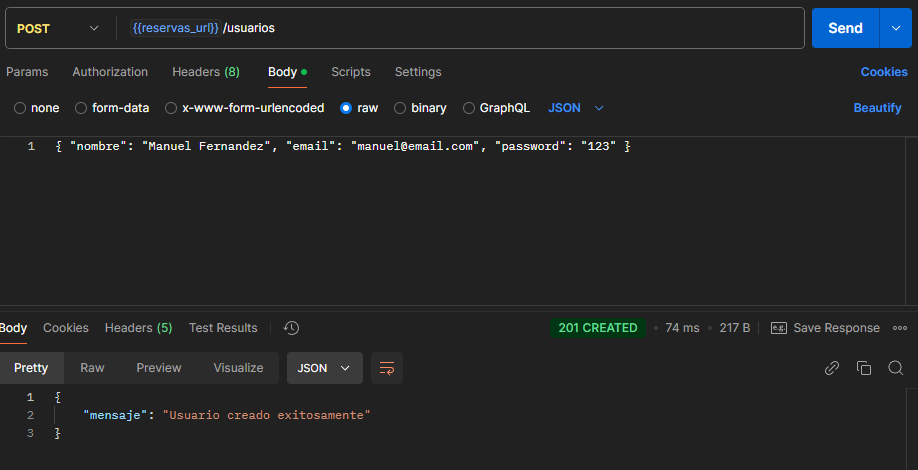 POST {{reservas_url}} /usuarios Send
Params Authorization Headers (8) Body Scripts Settings Cookies
none form-data x-www-form-urlencoded raw binary GraphQL JSON Beautify
1 { "nombre": "Manuel Fernandez", "email": "manuel@email.com", "password": "123" }
Body Cookies Headers (5) Test Results 201 CREATED • 74 ms • 217 B e.g. Save Response
Pretty Raw Preview Visualize JSON
1 {
2 "mensaje": "Usuario creado exitosamente"
3 }